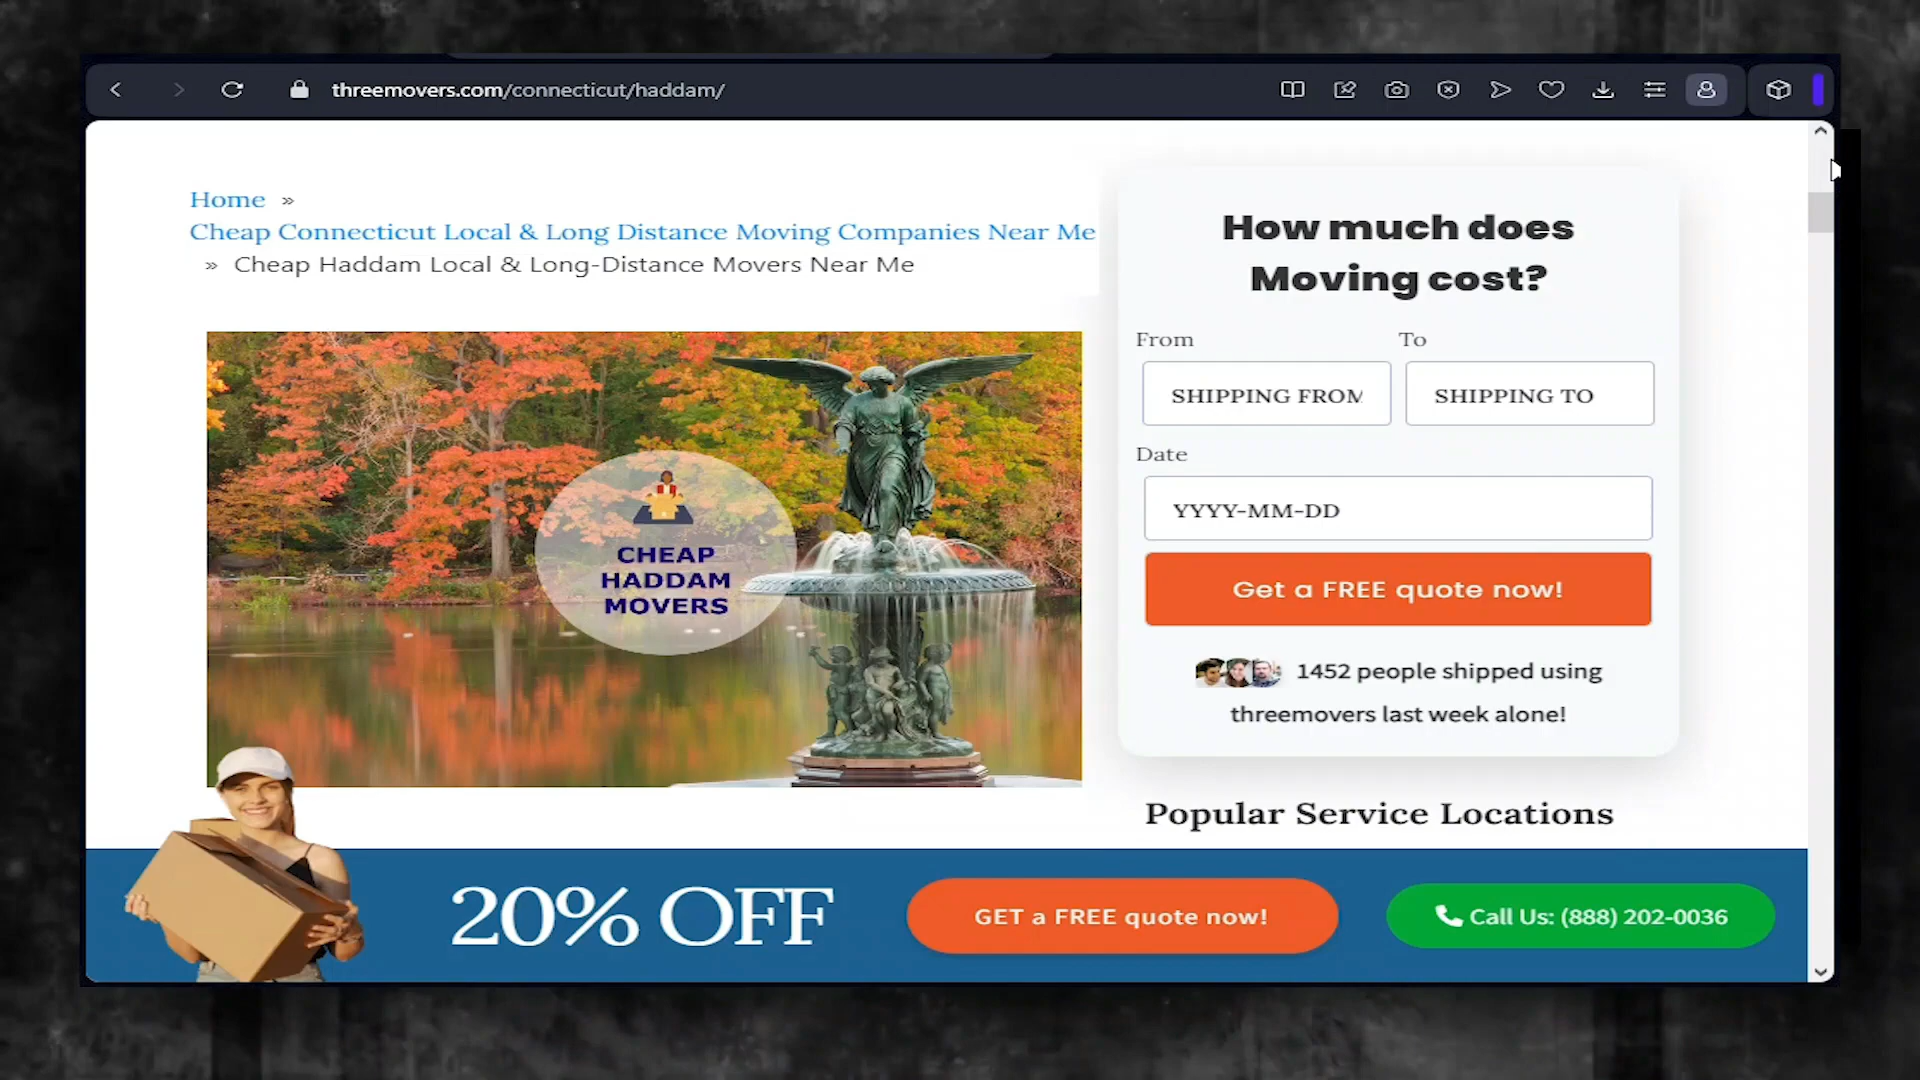 threemovers.com/connecticut/haddam/
Home »
Cheap Connecticut Local & Long Distance Moving Companies Near Me
» Cheap Haddam Local & Long-Distance Movers Near Me
CHEAP
HADDAM
MOVERS
How much does
Moving cost?
From To
SHIPPING FROM SHIPPING TO
Date
YYYY-MM-DD
Get a FREE quote now!
1452 people shipped using
threemovers last week alone!
Popular Service Locations
20% OFF GET a FREE quote now! Call Us: (888) 202-0036